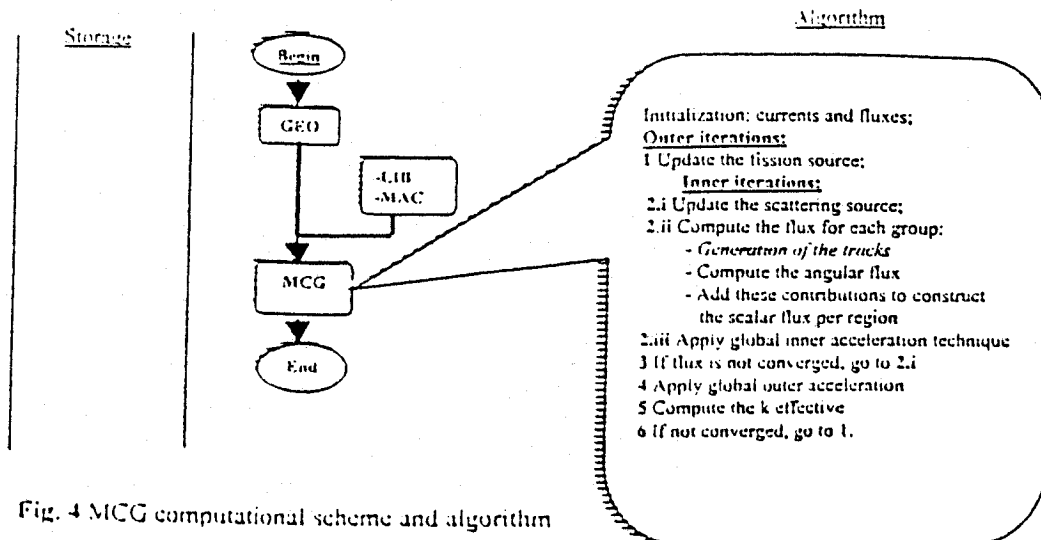 Storage
Begin
GEO
-LIB
-MAC
MCG
End
Algorithm
Initialization: currents and fluxes;
Outer iterations:
1 Update the fission source;
Inner iterations:
2.i Update the scattering source;
2.ii Compute the flux for each group:
- Generation of the tracks
- Compute the angular flux
- Add these contributions to construct
the scalar flux per region
2.iii Apply global inner acceleration technique
3 If flux is not converged, go to 2.i
4 Apply global outer acceleration
5 Compute the k effective
6 If not converged, go to 1.
Fig. 4 MCG computational scheme and algorithm